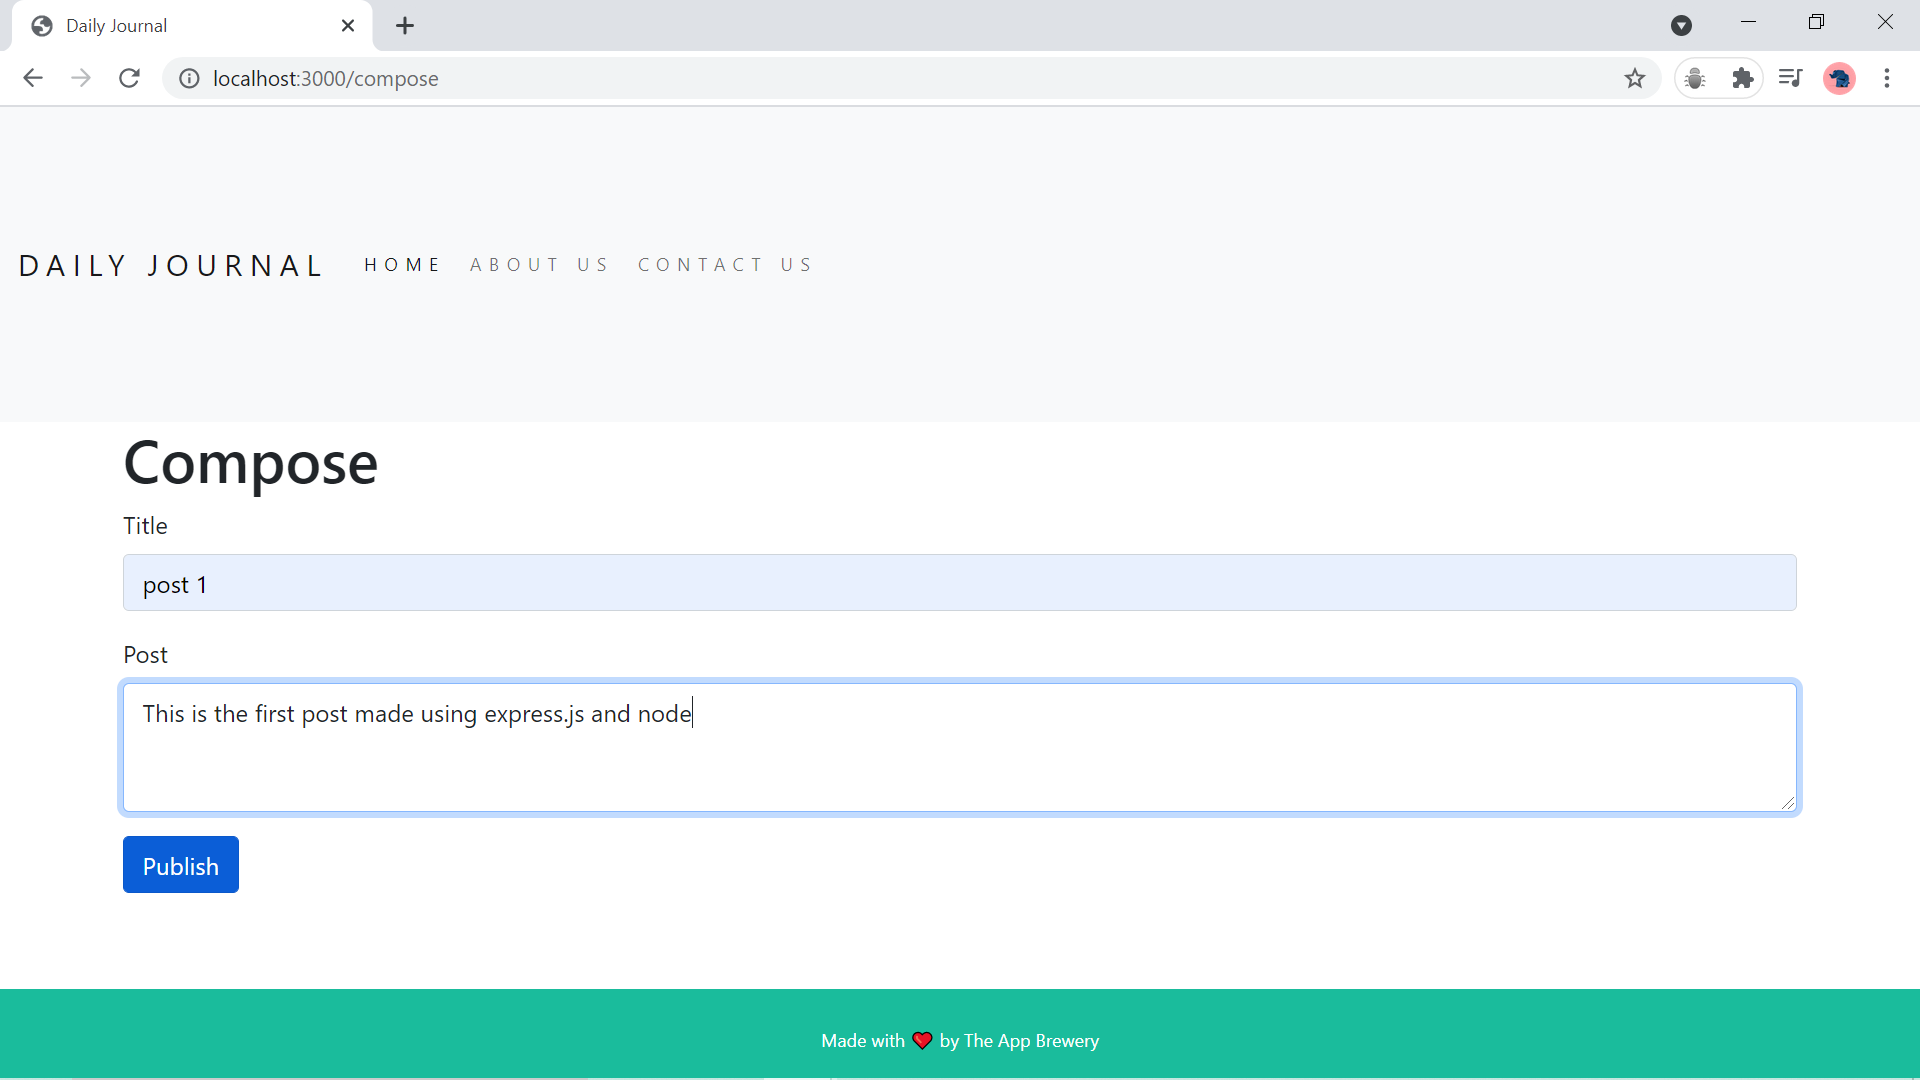 Daily Journal
localhost:3000/compose
DAILY JOURNAL HOME ABOUT US CONTACT US
Compose
Title
post 1
Post
This is the first post made using express.js and node
Publish
Made with ❤ by The App Brewery